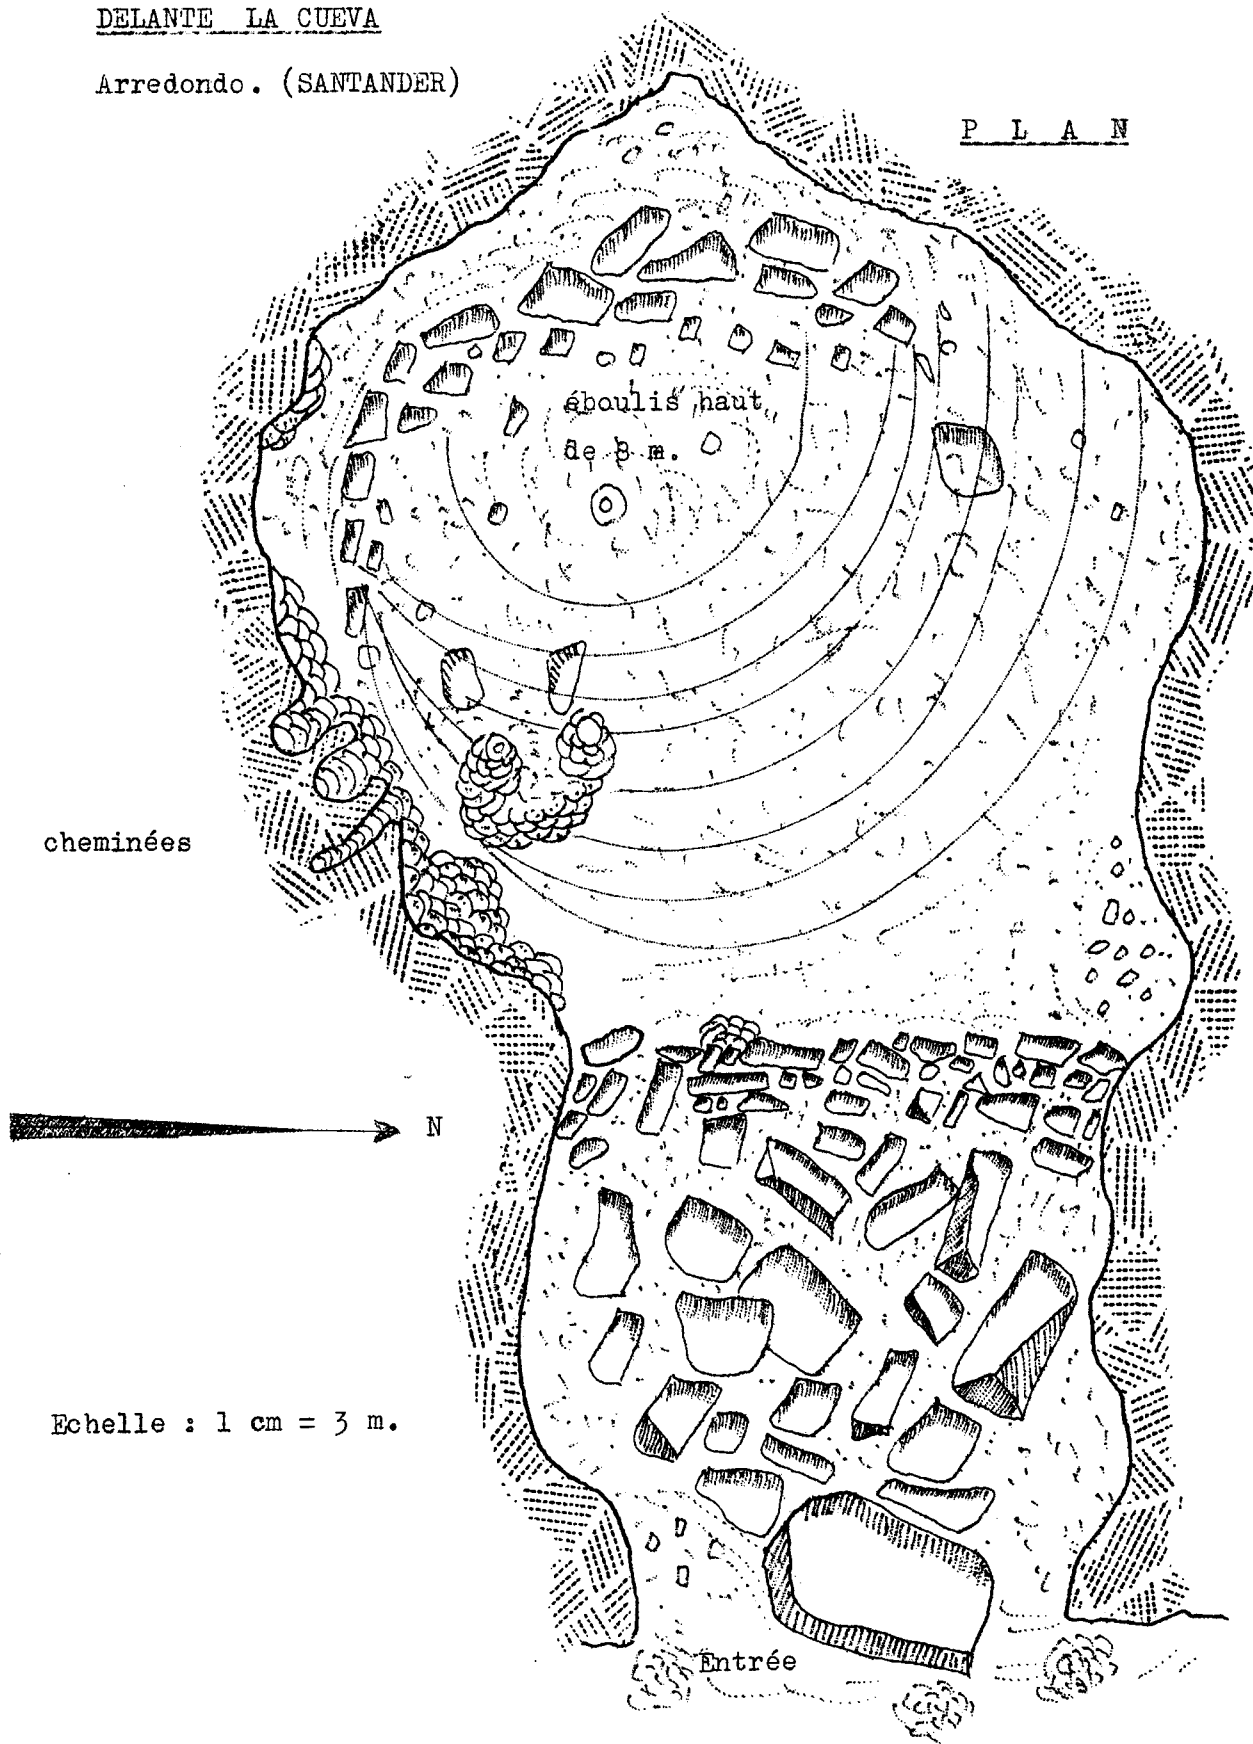 DELANTE LA CUEVA
Arredondo. (SANTANDER)
P L A N
éboulis haut
de 8 m.
cheminées
N
Echelle : 1 cm = 3 m.
Entrée